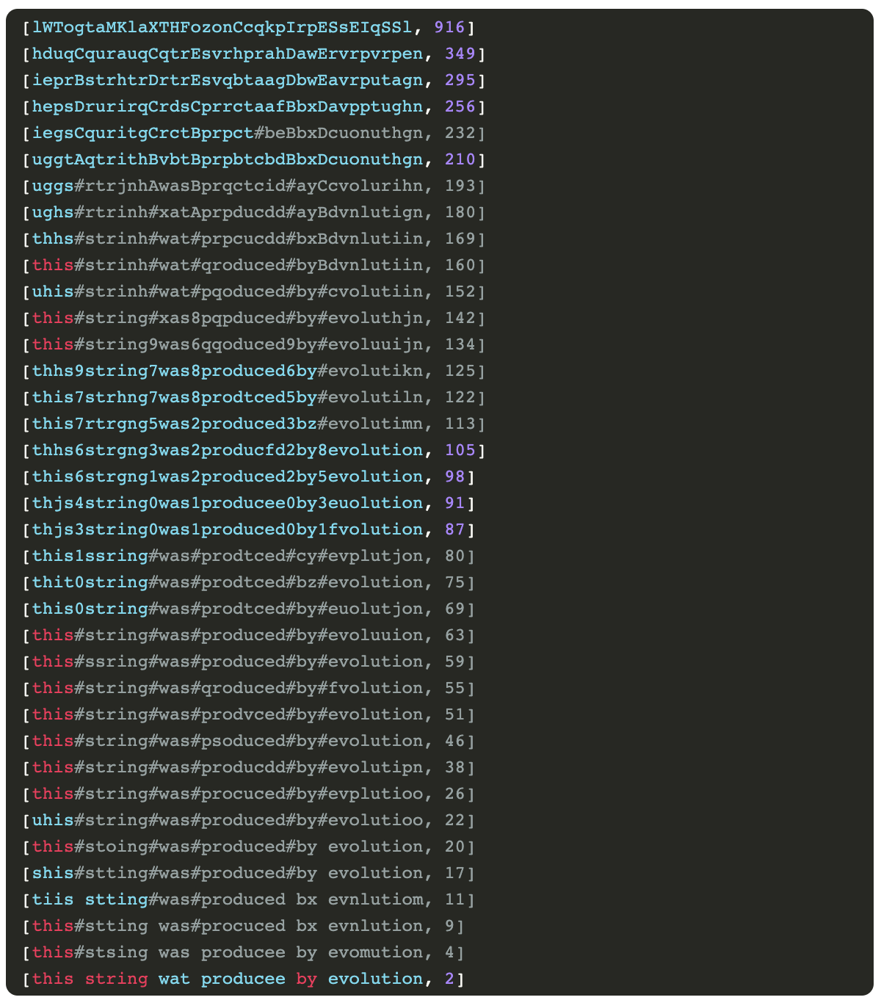 [lWTogtaMKlaXTHFozonCcqkpIrpESsEIqSSl, 916]
[hduqCqurauqCqtrEsvrhprahDawErvrpvrpen, 349]
[ieprBstrhtrDrtrEsvqbtaagDbwEavrputagn, 295]
[hepsDrurirqCrdsCprrctaafBbxDavpptughn, 256]
[iegsCquritgCrctBprpct#beBbxDcuonuthgn, 232]
[uggtAqtrithBvbtBprpbtcbdBbxDcuonuthgn, 210]
[uggs#rtrjnhAwasBprqctcid#ayCcvolurihn, 193]
[ughs#rtrinh#xatAprpducdd#ayBdvnlutign, 180]
[thhs#strinh#wat#prpcucdd#bxBdvnlutiin, 169]
[this#strinh#wat#qroduced#byBdvnlutiin, 160]
[uhis#strinh#wat#pqoduced#by#cvolutiin, 152]
[this#string#xas8pqpduced#by#evoluthjn, 142]
[this#string9was6qqoduced9by#evoluuijn, 134]
[thhs9string7was8produced6by#evolutikn, 125]
[this7strhng7was8prodtced5by#evolutiln, 122]
[this7rtrgng5was2produced3bz#evolutimn, 113]
[thhs6strgng3was2producfd2by8evolution, 105]
[this6strgng1was2produced2by5evolution, 98]
[thjs4string0was1producee0by3euolution, 91]
[thjs3string0was1produced0by1fvolution, 87]
[this1ssring#was#prodtced#cy#evplutjon, 80]
[thit0string#was#prodtced#bz#evolution, 75]
[this0string#was#prodtced#by#euolutjon, 69]
[this#string#was#produced#by#evoluuion, 63]
[this#ssring#was#produced#by#evolution, 59]
[this#string#was#qroduced#by#fvolution, 55]
[this#string#was#prodvced#by#evolution, 51]
[this#string#was#psoduced#by#evolution, 46]
[this#string#was#producdd#by#evolutipn, 38]
[this#string#was#procuced#by#evplutioo, 26]
[uhis#string#was#produced#by#evolutioo, 22]
[this#stoing#was#produced#by evolution, 20]
[shis#stting#was#produced#by evolution, 17]
[tiis stting#was#produced bx evnlutiom, 11]
[this#stting was#procuced bx evnlution, 9]
[this#stsing was producee by evomution, 4]
[this string wat producee by evolution, 2]